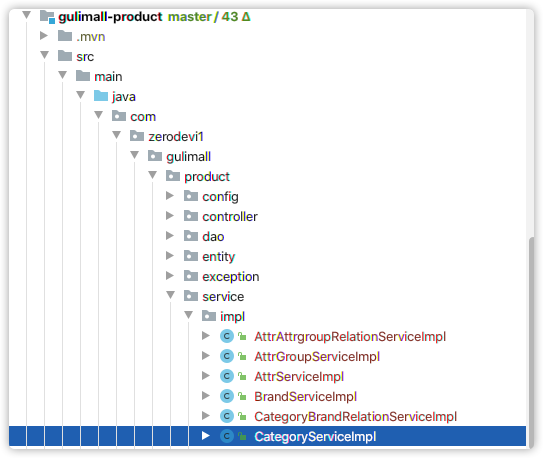 gulimall-product master / 43 Δ
.mvn
src
main
java
com
zerodevi1
gulimall
product
config
controller
dao
entity
exception
service
impl
C AttrAttrgroupRelationServiceImpl
C AttrGroupServiceImpl
C AttrServiceImpl
C BrandServiceImpl
C CategoryBrandRelationServiceImpl
C CategoryServiceImpl